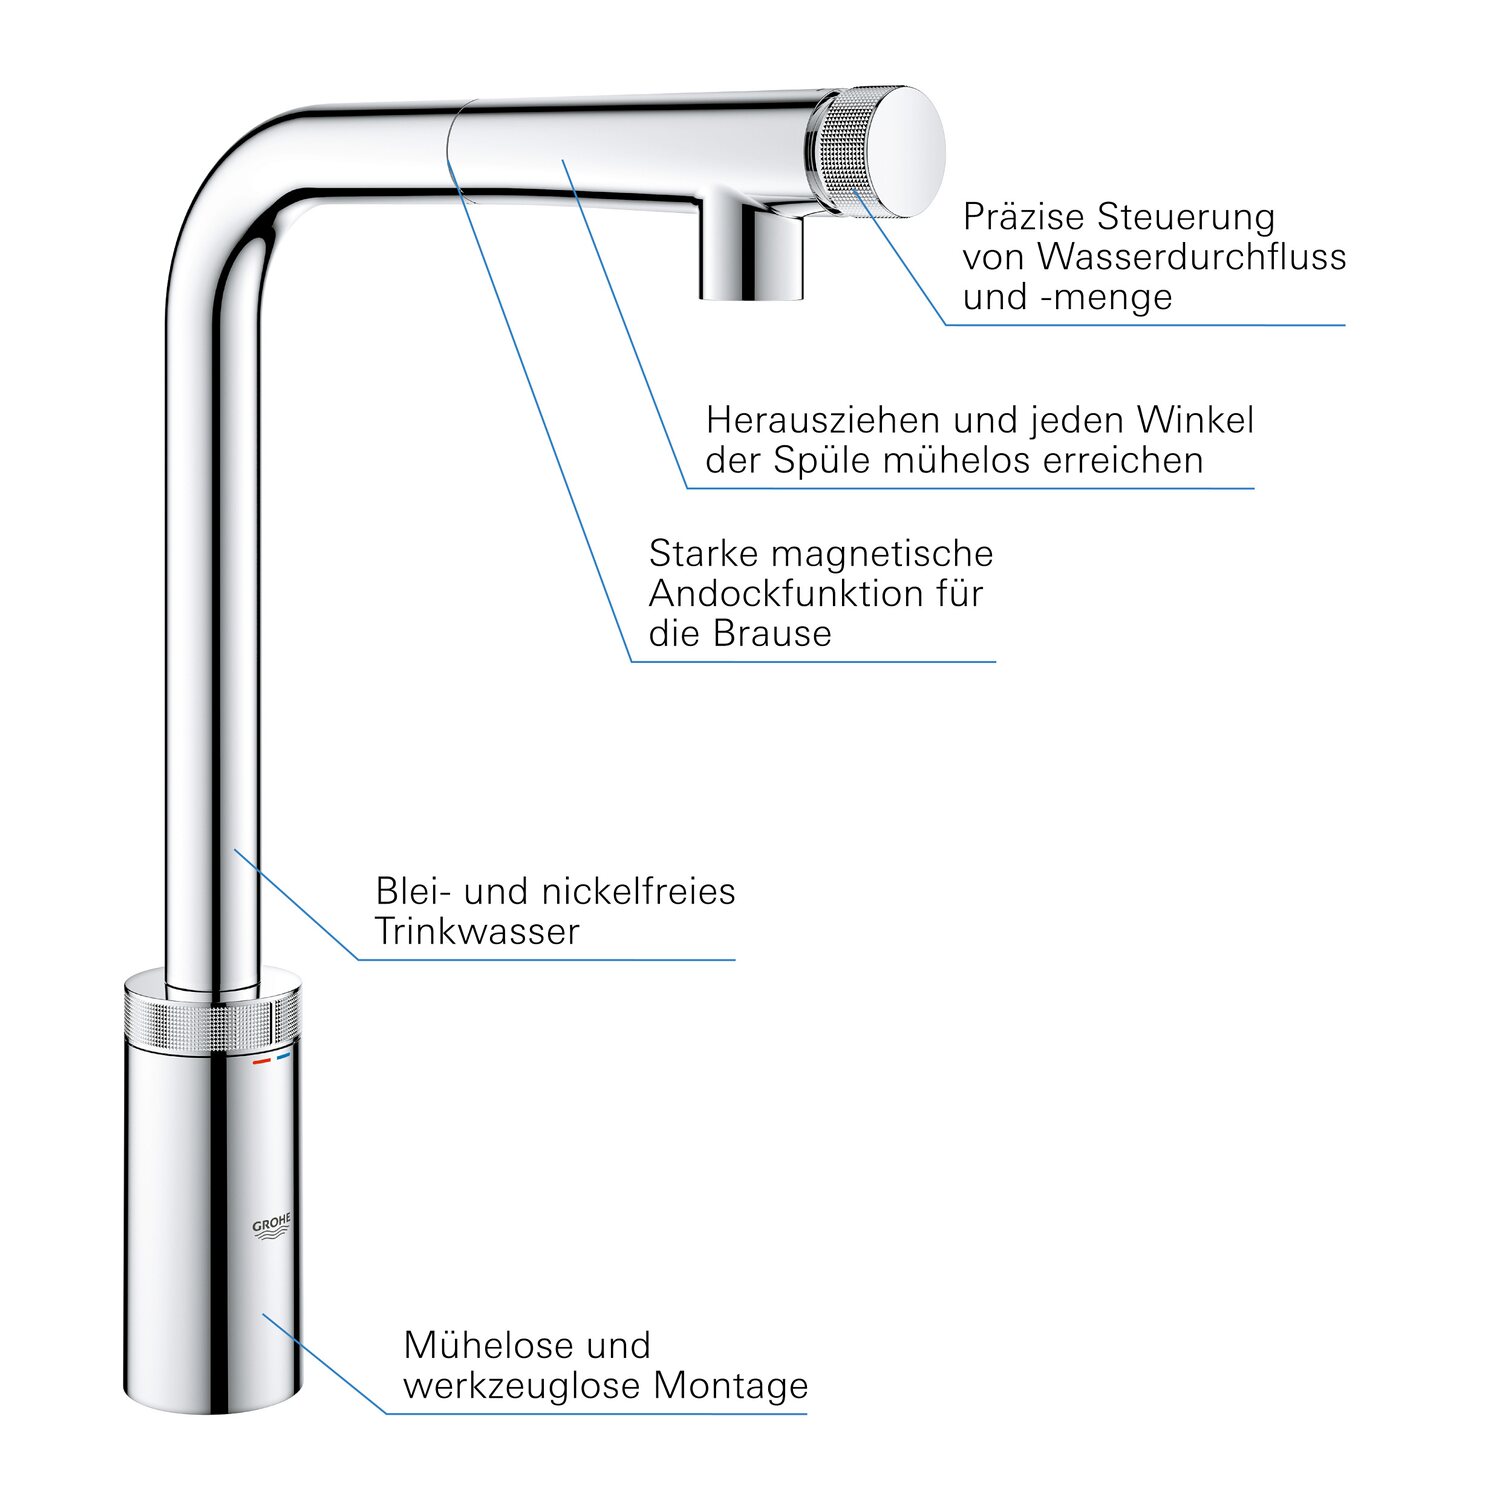 Präzise Steuerung
von Wasserdurchfluss
und -menge
Herausziehen und jeden Winkel
der Spüle mühelos erreichen
Starke magnetische
Andockfunktion für
die Brause
Blei- und nickelfreies
Trinkwasser
GROHE
Mühelose und
werkzeuglose Montage